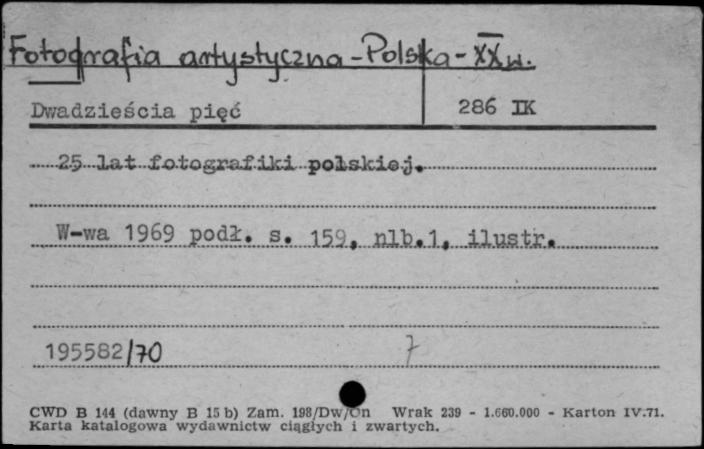 Fotografia artystyczna - Polska - XX w.
Dwadzieścia pięć 286 IK
25 lat fotografiki polskiej.
W-wa 1969 podł. s. 159, nlb.1, ilustr.
195582/70 7
CWD B 144 (dawny B 15 b) Zam. 198/Dw/On Wrak 239 - 1.660.000 - Karton IV.71.
Karta katalogowa wydawnictw ciągłych i zwartych.